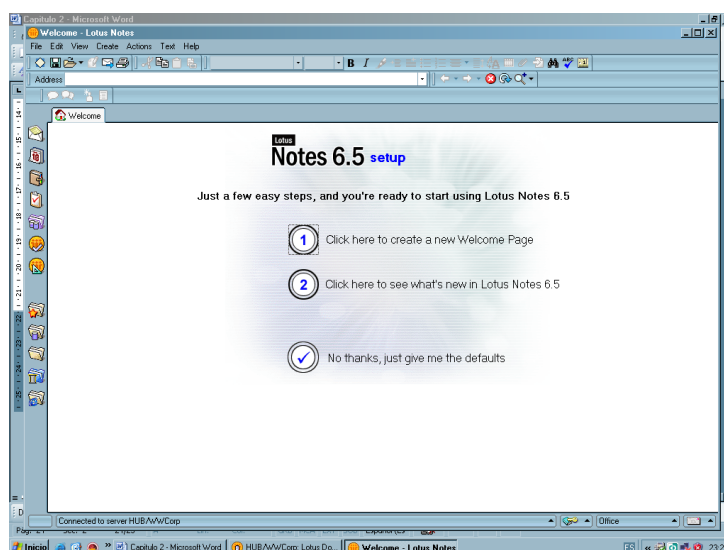 Capitulo 2 - Microsoft Word
Welcome - Lotus Notes
File Edit View Create Actions Text Help
B I
Address
Welcome
Lotus
Notes 6.5 setup
Just a few easy steps, and you're ready to start using Lotus Notes 6.5
1 Click here to create a new Welcome Page
2 Click here to see what's new in Lotus Notes 6.5
No thanks, just give me the defaults
Connected to server HUB/WWCorp
Office
Inicio
Capitulo 2 - Microsoft Word
HUB/WWCorp: Lotus Do...
Welcome - Lotus Notes
ES